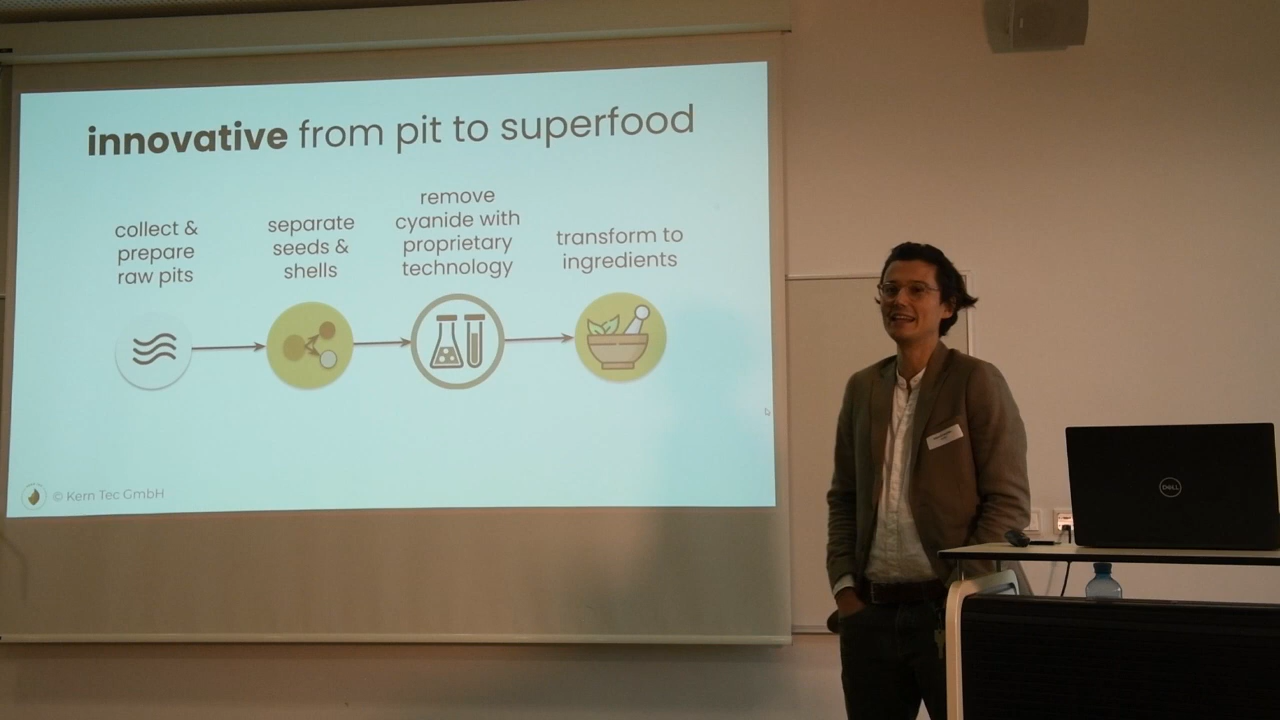 innovative from pit to superfood
collect &
prepare
raw pits
separate
seeds &
shells
remove
cyanide with
proprietary
technology
transform to
ingredients
© Kern Tec GmbH
DELL